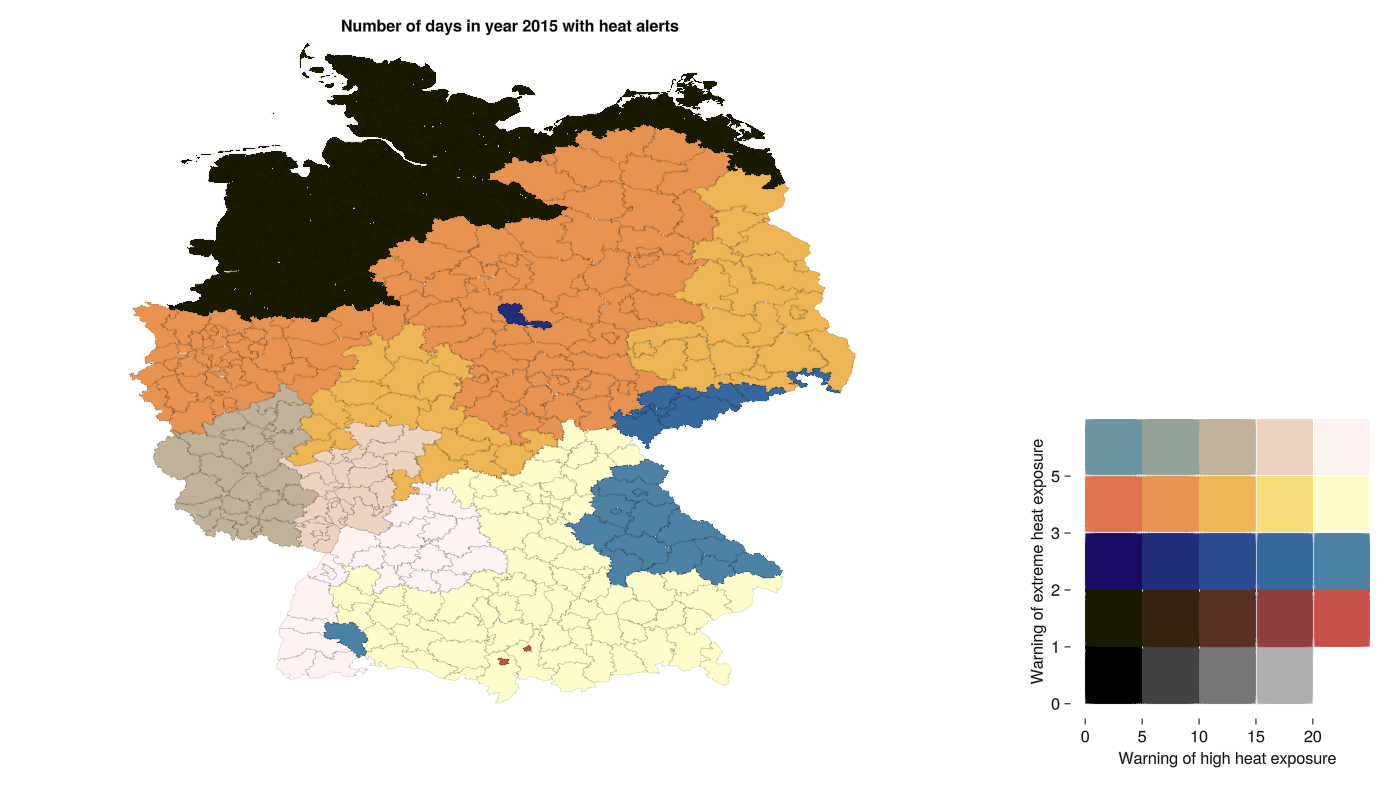 Number of days in year 2015 with heat alerts
Warning of extreme heat exposure
5
3
2
1
0
0 5 10 15 20
Warning of high heat exposure